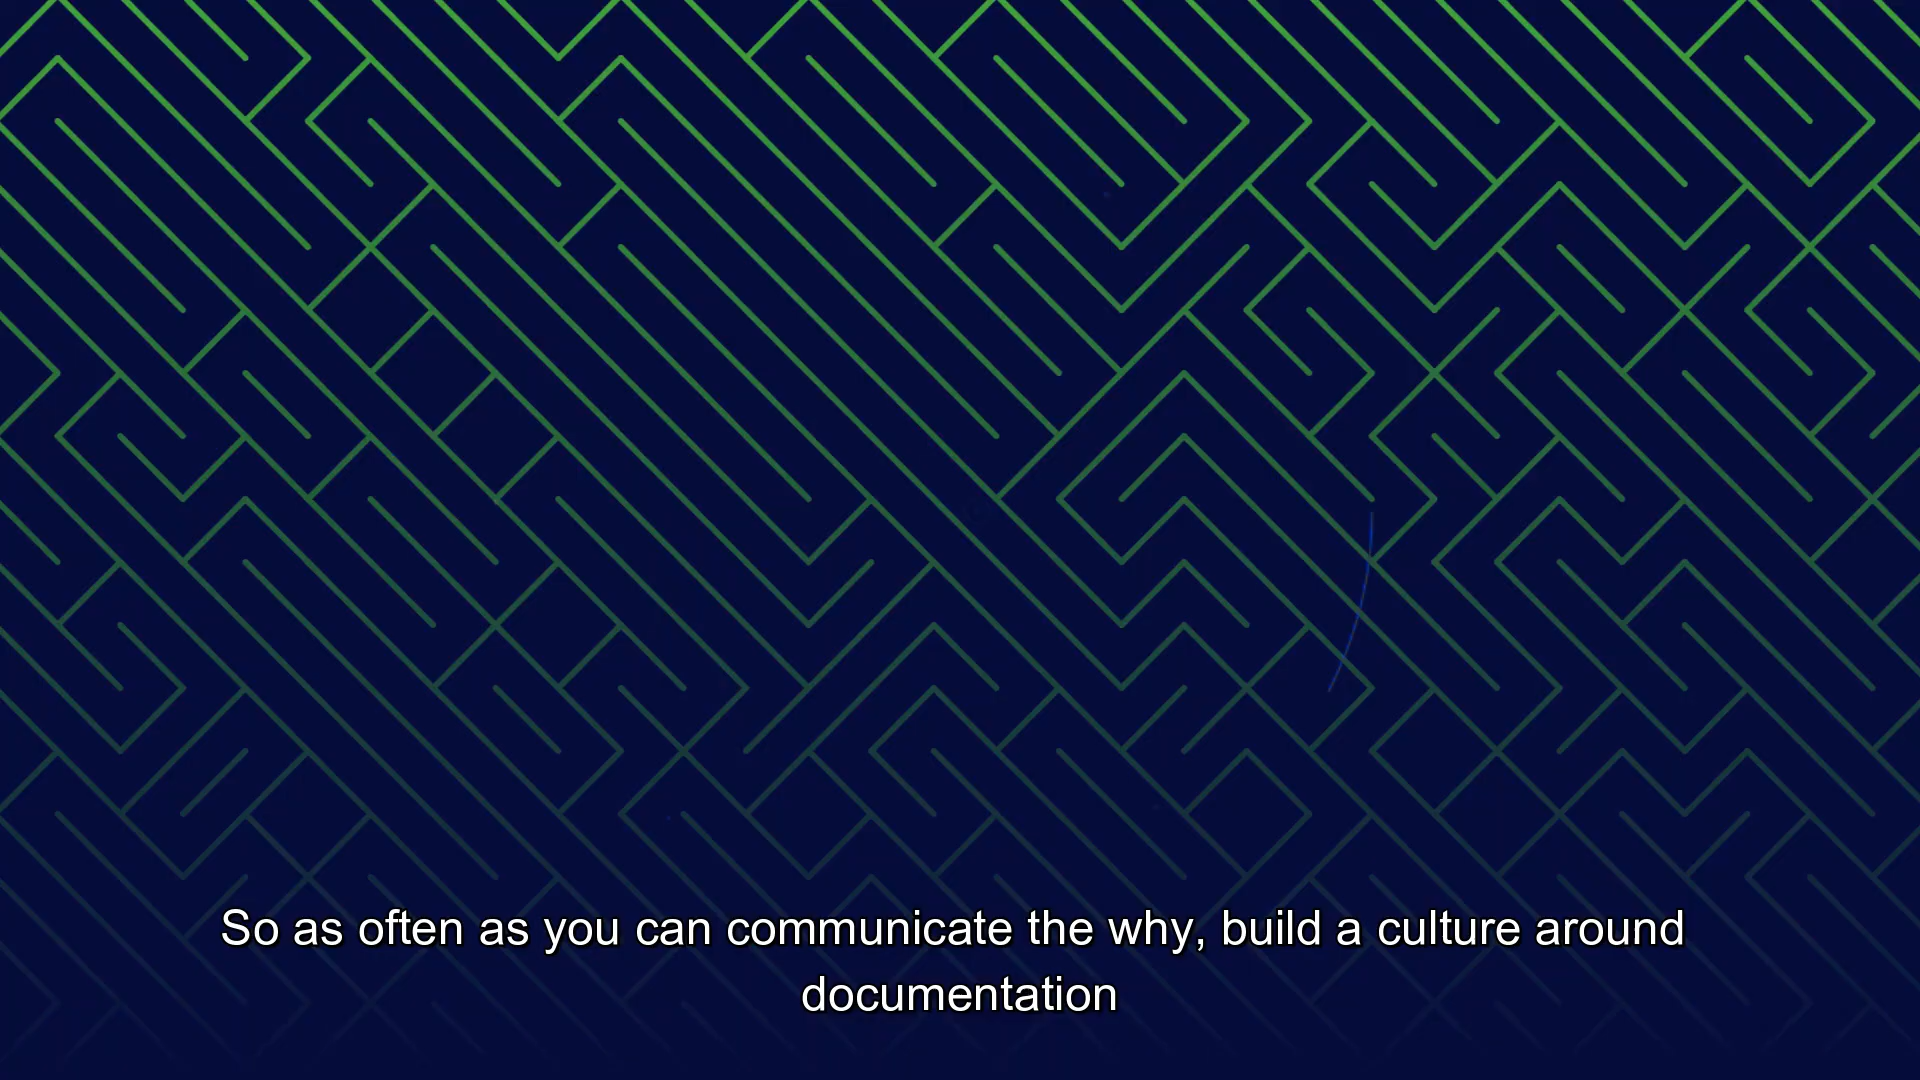 So as often as you can communicate the why, build a culture around
documentation